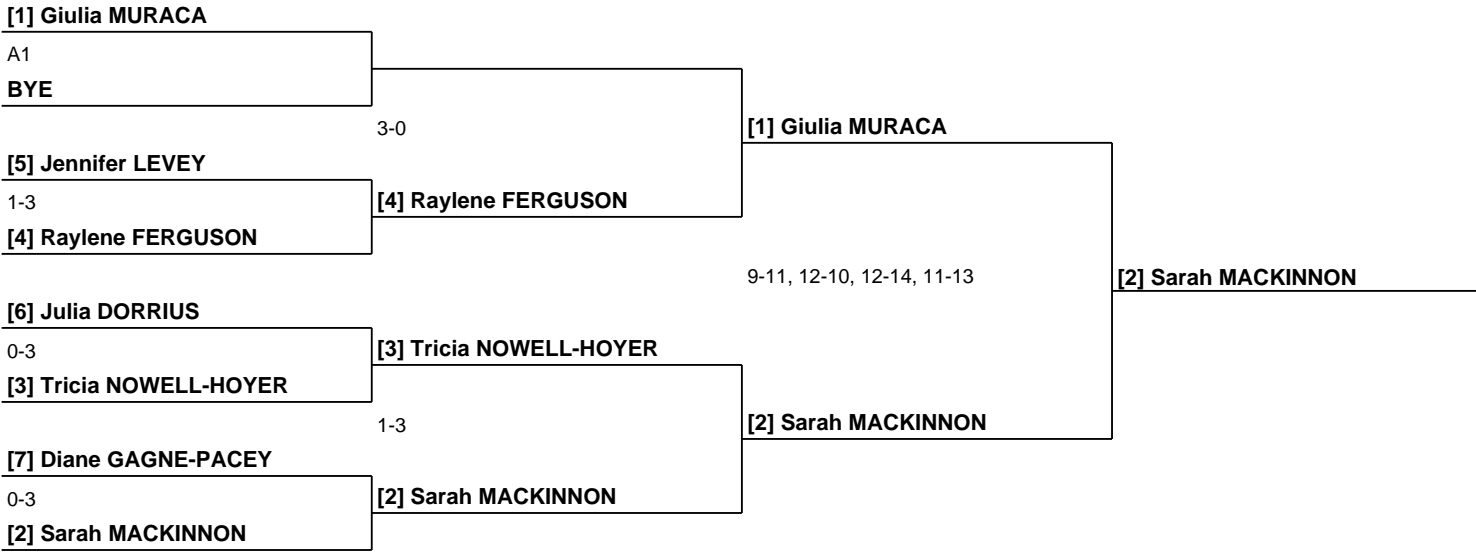 [1] Giulia MURACA
A1
BYE
3-0
[1] Giulia MURACA
[5] Jennifer LEVEY
1-3
[4] Raylene FERGUSON
[4] Raylene FERGUSON
9-11, 12-10, 12-14, 11-13
[2] Sarah MACKINNON
[6] Julia DORRIUS
0-3
[3] Tricia NOWELL-HOYER
[3] Tricia NOWELL-HOYER
1-3
[2] Sarah MACKINNON
[7] Diane GAGNE-PACEY
0-3
[2] Sarah MACKINNON
[2] Sarah MACKINNON